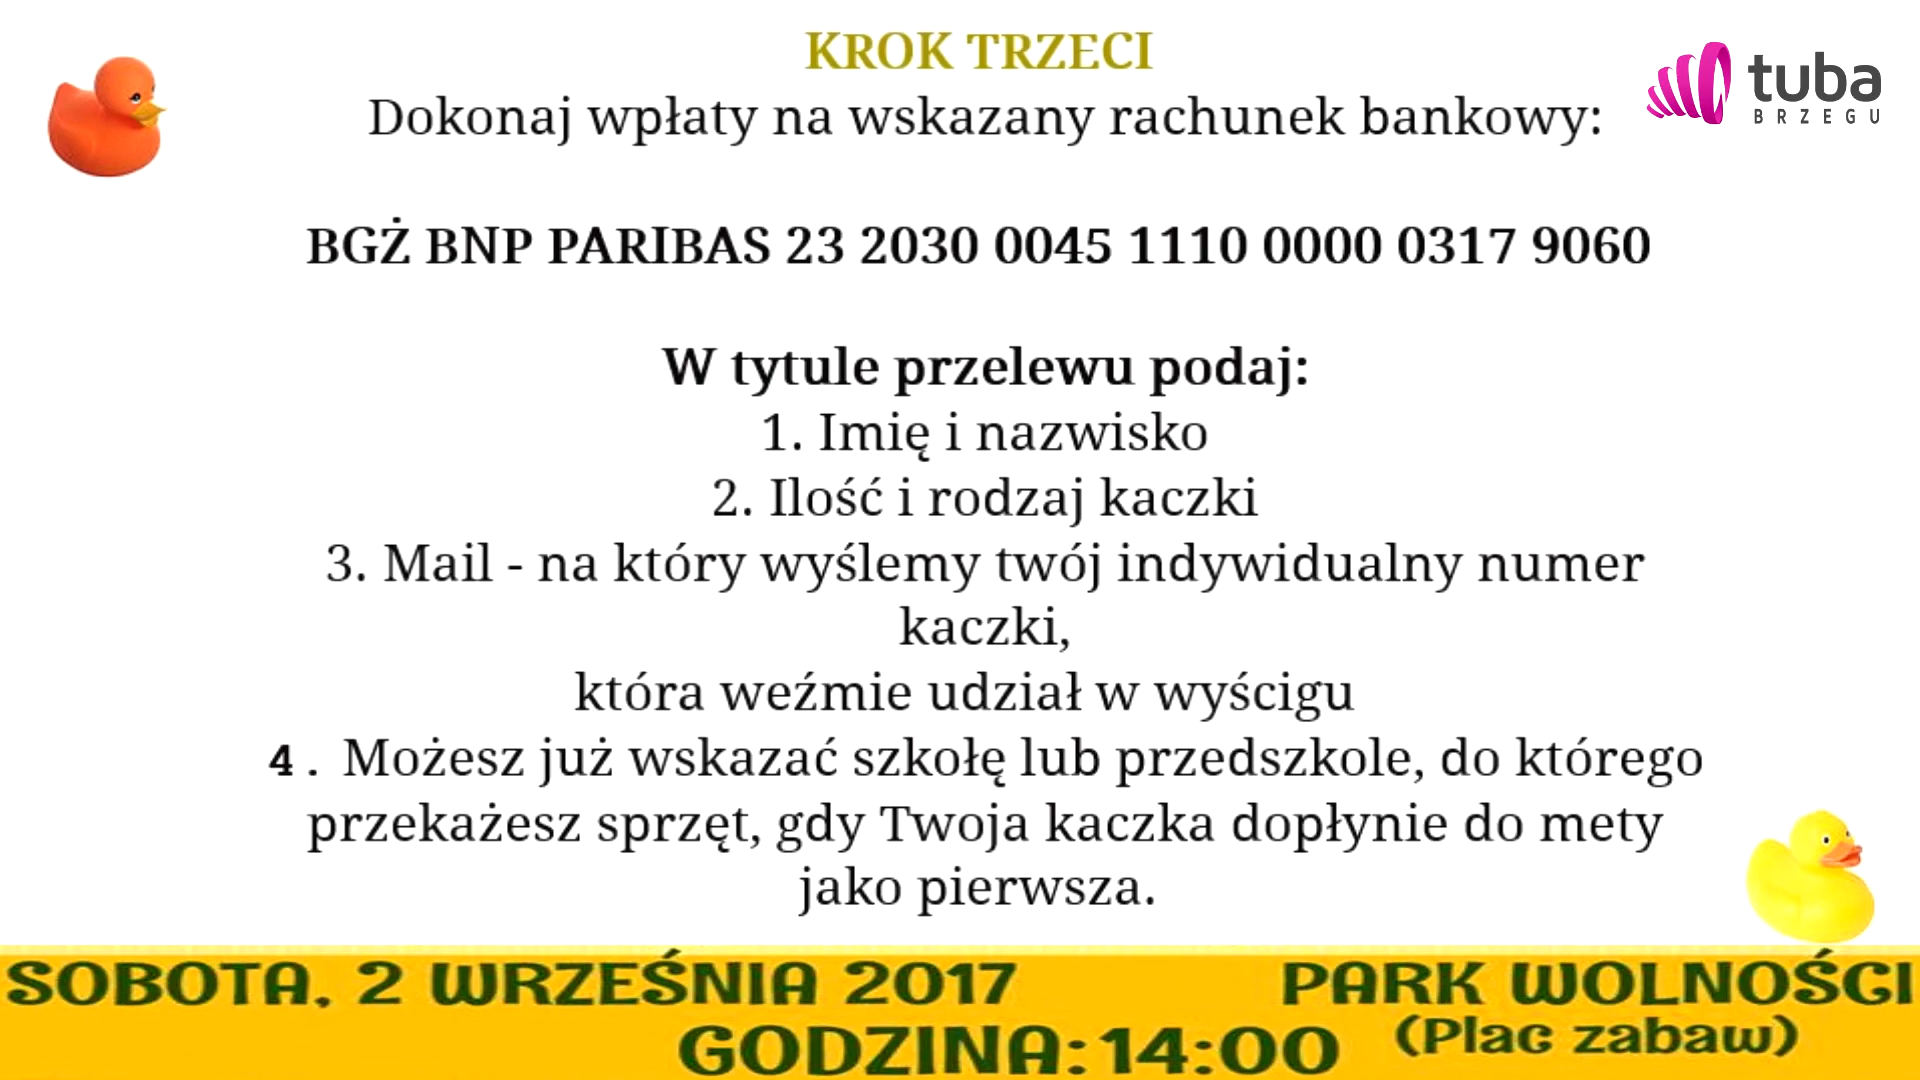 KROK TRZECI
tuba
BRZEGU
Dokonaj wpłaty na wskazany rachunek bankowy:
BGŻ BNP PARIBAS 23 2030 0045 1110 0000 0317 9060
W tytule przelewu podaj:
1. Imię i nazwisko
2. Ilość i rodzaj kaczki
3. Mail - na który wyślemy twój indywidualny numer
kaczki,
która weźmie udział w wyścigu
4 . Możesz już wskazać szkołę lub przedszkole, do którego
przekażesz sprzęt, gdy Twoja kaczka dopłynie do mety
jako pierwsza.
SOBOTA, 2 WRZEŚNIA 2017
PARK WOLNOŚCI
GODZINA:14:00
(Plac zabaw)